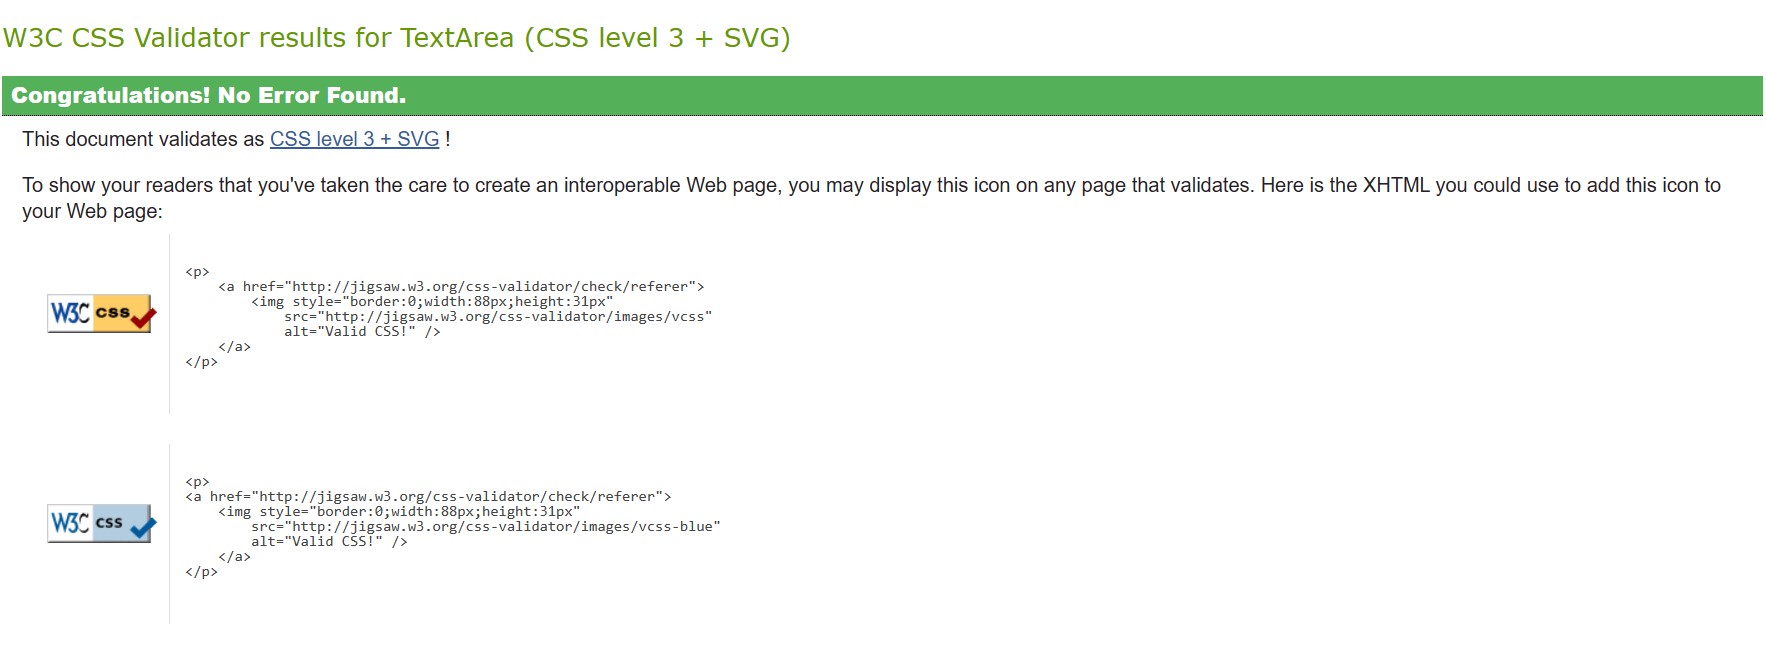 W3C CSS Validator results for TextArea (CSS level 3 + SVG)
Congratulations! No Error Found.
This document validates as CSS level 3 + SVG !
To show your readers that you've taken the care to create an interoperable Web page, you may display this icon on any page that validates. Here is the XHTML you could use to add this icon to
your Web page:
W3C css
<p>
    <a href="http://jigsaw.w3.org/css-validator/check/referer">
        <img style="border:0;width:88px;height:31px"
            src="http://jigsaw.w3.org/css-validator/images/vcss"
            alt="Valid CSS!" />
    </a>
</p>
W3C css
<p>
<a href="http://jigsaw.w3.org/css-validator/check/referer">
    <img style="border:0;width:88px;height:31px"
        src="http://jigsaw.w3.org/css-validator/images/vcss-blue"
        alt="Valid CSS!" />
    </a>
</p>